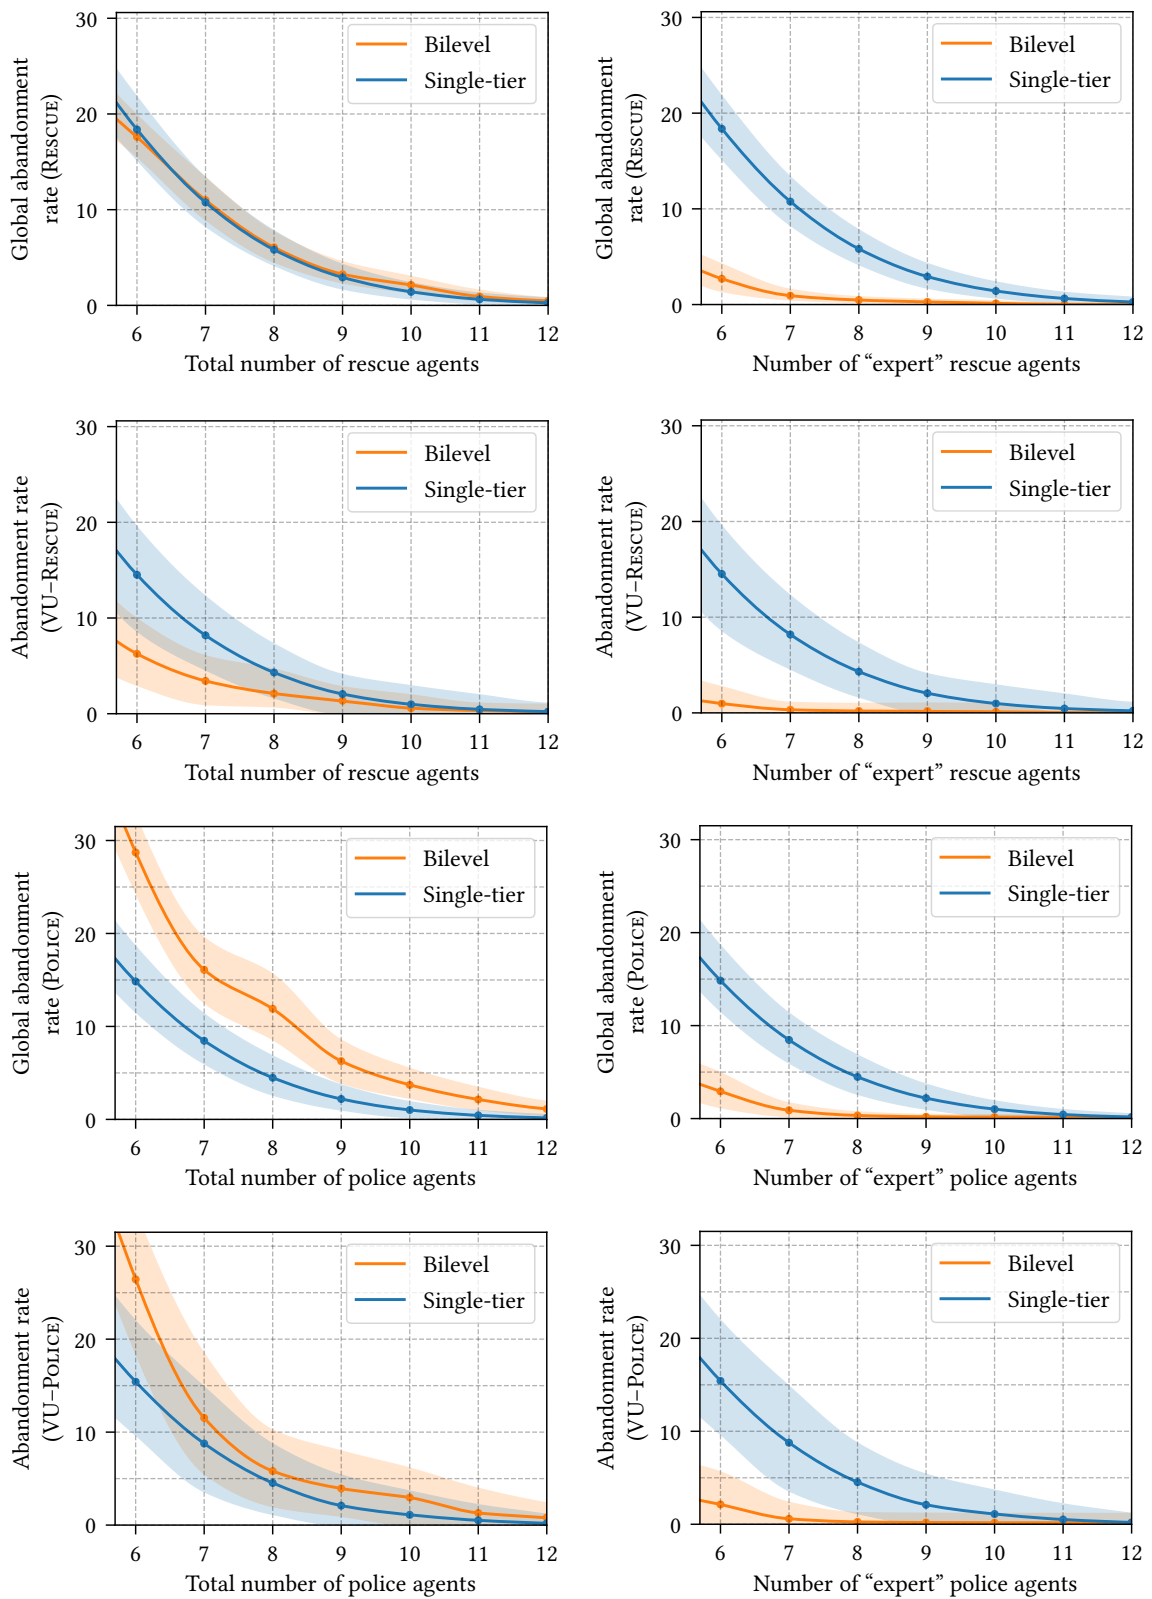 30
20
10
0
Global abandonment
rate (Rescue)
Bilevel
Single-tier
6 7 8 9 10 11 12
Total number of rescue agents
30
20
10
0
Global abandonment
rate (Rescue)
Bilevel
Single-tier
6 7 8 9 10 11 12
Number of “expert” rescue agents
30
20
10
0
Abandonment rate
(VU–Rescue)
Bilevel
Single-tier
6 7 8 9 10 11 12
Total number of rescue agents
30
20
10
0
Abandonment rate
(VU–Rescue)
Bilevel
Single-tier
6 7 8 9 10 11 12
Number of “expert” rescue agents
30
20
10
0
Global abandonment
rate (Police)
Bilevel
Single-tier
6 7 8 9 10 11 12
Total number of police agents
30
20
10
0
Global abandonment
rate (Police)
Bilevel
Single-tier
6 7 8 9 10 11 12
Number of “expert” police agents
30
20
10
0
Abandonment rate
(VU–Police)
Bilevel
Single-tier
6 7 8 9 10 11 12
Total number of police agents
30
20
10
0
Abandonment rate
(VU–Police)
Bilevel
Single-tier
6 7 8 9 10 11 12
Number of “expert” police agents